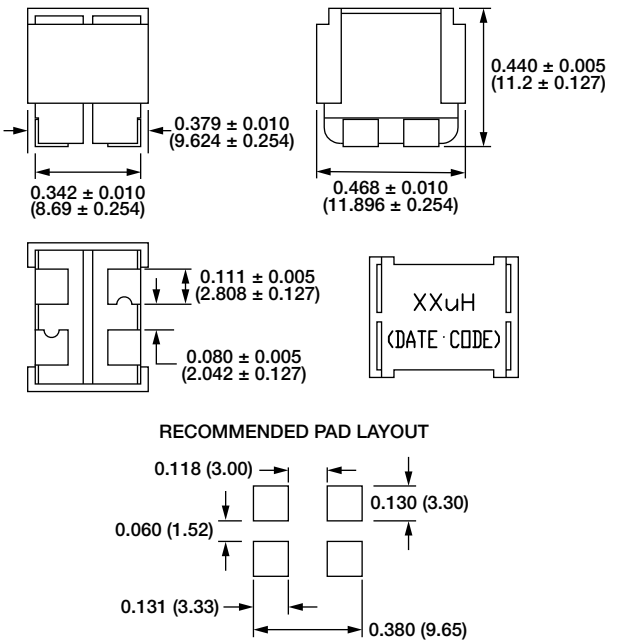 0.440 ± 0.005
(11.2 ± 0.127)
0.379 ± 0.010
(9.624 ± 0.254)
0.342 ± 0.010
(8.69 ± 0.254)
0.468 ± 0.010
(11.896 ± 0.254)
0.111 ± 0.005
(2.808 ± 0.127)
XXuH
(DATE CODE)
0.080 ± 0.005
(2.042 ± 0.127)
RECOMMENDED PAD LAYOUT
0.118 (3.00)
0.130 (3.30)
0.060 (1.52)
0.131 (3.33)
0.380 (9.65)